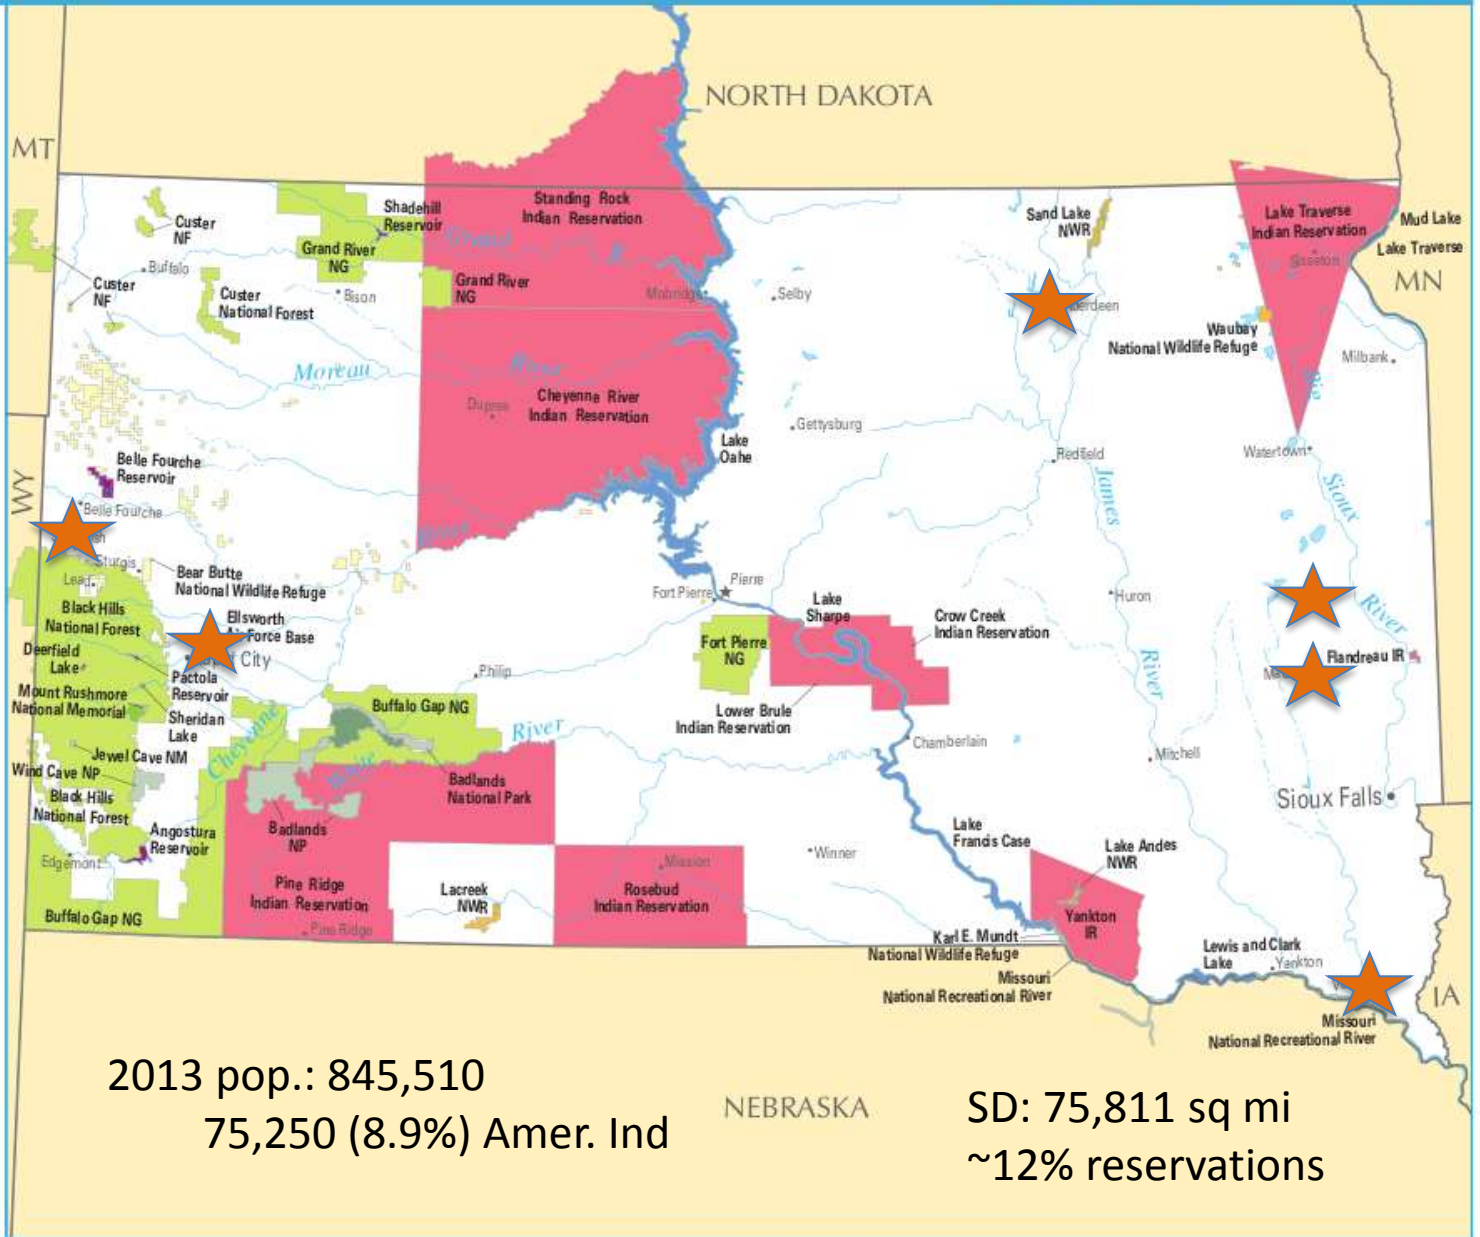 NORTH DAKOTA
MT
Standing Rock
Indian Reservation
Shadehill
Reservoir
Custer
NF
Grand River
NG
Grand
R
Sand Lake
NWR
Lake Traverse
Indian Reservation
Sisseton
Mud Lake
Lake Traverse
MN
Buffalo
Custer
NF
Custer
National Forest
Bison
Grand River
NG
Mobridge
Selby
berdeen
Waubay
National Wildlife Refuge
Milbank
Moreau
River
Dupree
Cheyenne River
Indian Reservation
Big
Gettysburg
Lake
Oahe
Redfield
Watertown
WY
Belle Fourche
Reservoir
Belle Fourche
sh
River
James
Sioux
Sturgis
Lead
Bear Butte
National Wildlife Refuge
Black Hills
National Forest
Ellsworth
Air Force Base
City
Deerfield
Lake
Pactola
Reservoir
Mount Rushmore
National Memorial
Sheridan
Lake
Fort Pierre
Pierre
Lake
Sharpe
Crow Creek
Indian Reservation
Huron
River
Fort Pierre
NG
Philip
Lower Brule
Indian Reservation
River
Flandreau IR
Ma
Buffalo Gap NG
River
Chamberlain
Mitchell
Jewel Cave NM
Wind Cave NP
Cheyenne
White
Badlands
National Park
Black Hills
National Forest
Sioux Falls
Angostura
Reservoir
Badlands
NP
Lake
Francis Case
Lake Andes
NWR
Edgemont
Winner
Mission
Pine Ridge
Indian Reservation
Lacreek
NWR
Rosebud
Indian Reservation
Buffalo Gap NG
Pine Ridge
Yankton
IR
Karl E. Mundt
National Wildlife Refuge
Lewis and Clark
Lake
Yankton
Missouri
National Recreational River
V
IA
Missouri
National Recreational River
2013 pop.: 845,510
75,250 (8.9%) Amer. Ind
NEBRASKA
SD: 75,811 sq mi
~12% reservations